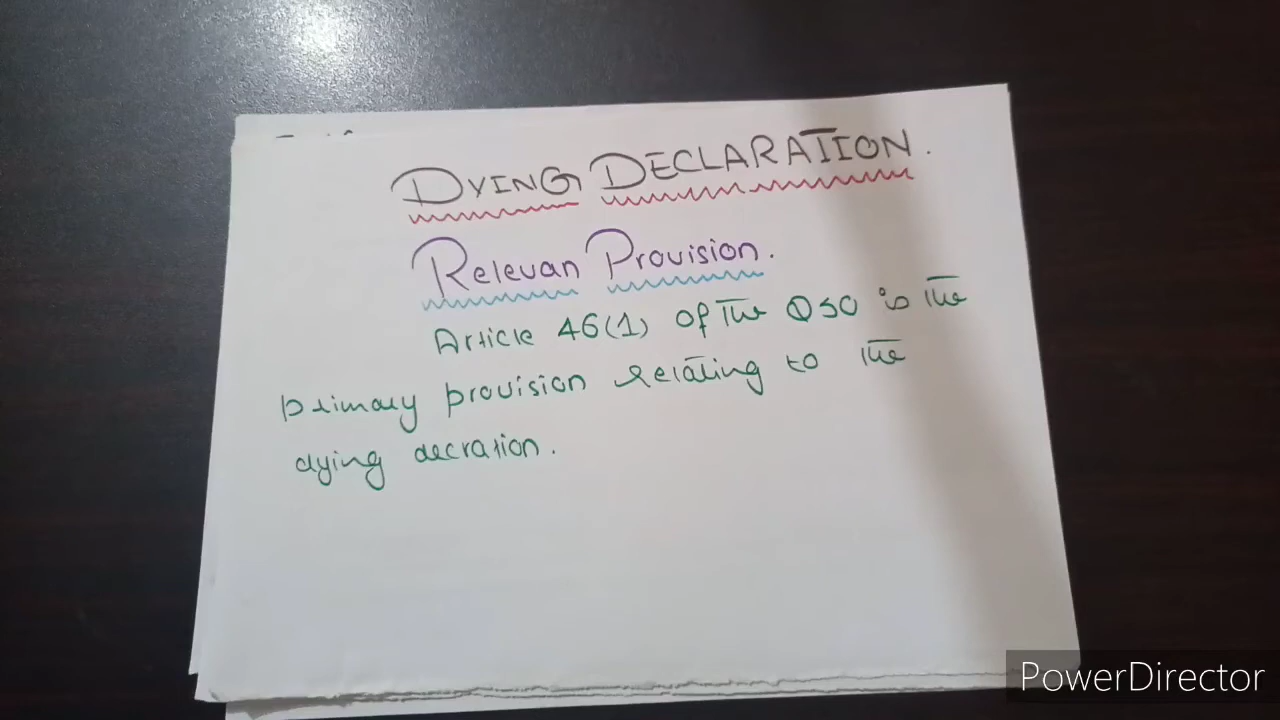 DYING DECLARATION.
Relevan Provision.
Article 46(1) of the QSO is the
primary provision relating to the
dying decration.
PowerDirector